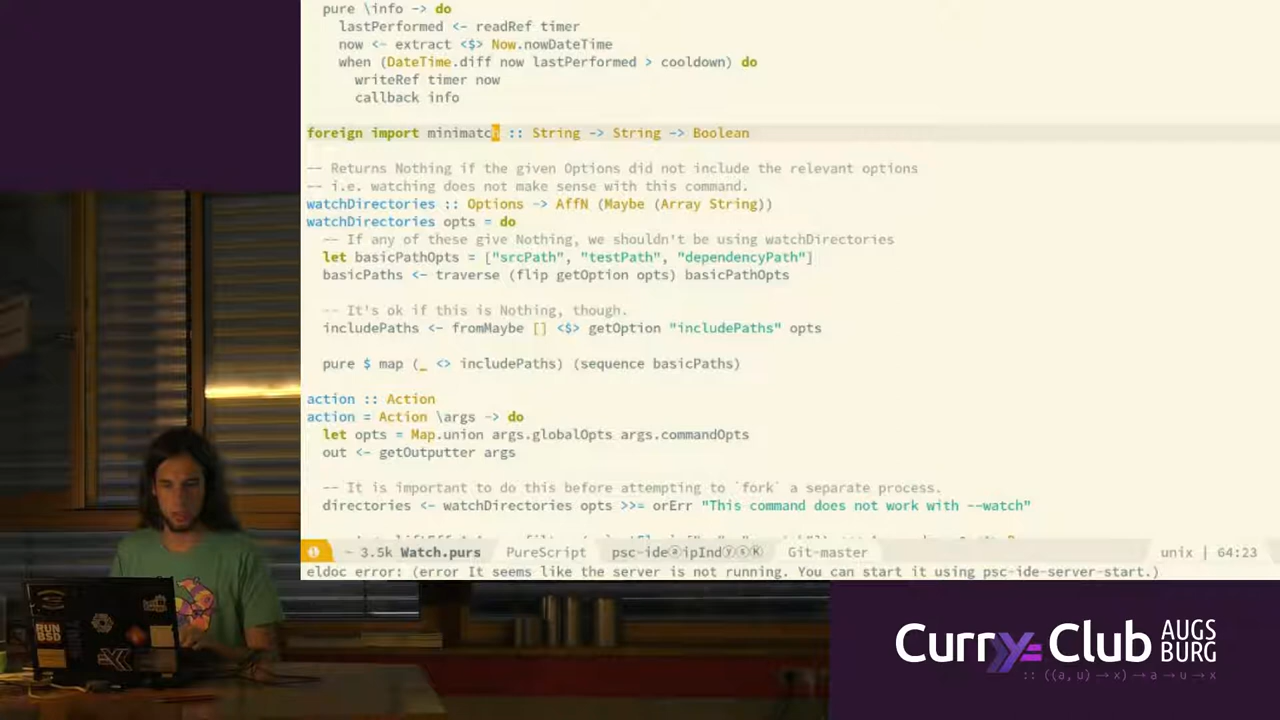 pure \info -> do
lastPerformed <- readRef timer
now <- extract <$> Now.nowDateTime
when (DateTime.diff now lastPerformed > cooldown) do
writeRef timer now
callback info
foreign import minimatch :: String -> String -> Boolean
-- Returns Nothing if the given Options did not include the relevant options
-- i.e. watching does not make sense with this command.
watchDirectories :: Options -> AffN (Maybe (Array String))
watchDirectories opts = do
-- If any of these give Nothing, we shouldn't be using watchDirectories
let basicPathOpts = ["srcPath", "testPath", "dependencyPath"]
basicPaths <- traverse (flip getOption opts) basicPathOpts
-- It's ok if this is Nothing, though.
includePaths <- fromMaybe [] <$> getOption "includePaths" opts
pure $ map (_ <> includePaths) (sequence basicPaths)
action :: Action
action = Action \args -> do
let opts = Map.union args.globalOpts args.commandOpts
out <- getOutputter args
-- It is important to do this before attempting to `fork` a separate process.
directories <- watchDirectories opts >>= orErr "This command does not work with --watch"
~ 3.5k Watch.purs PureScript psc-ideⓐipIndⓨⓢⓀ Git-master unix | 64:23
eldoc error: (error It seems like the server is not running. You can start it using psc-ide-server-start.)
RUN
BSD
Curry Club AUGS
BURG
:: ((a, u) → x) → a → u → x